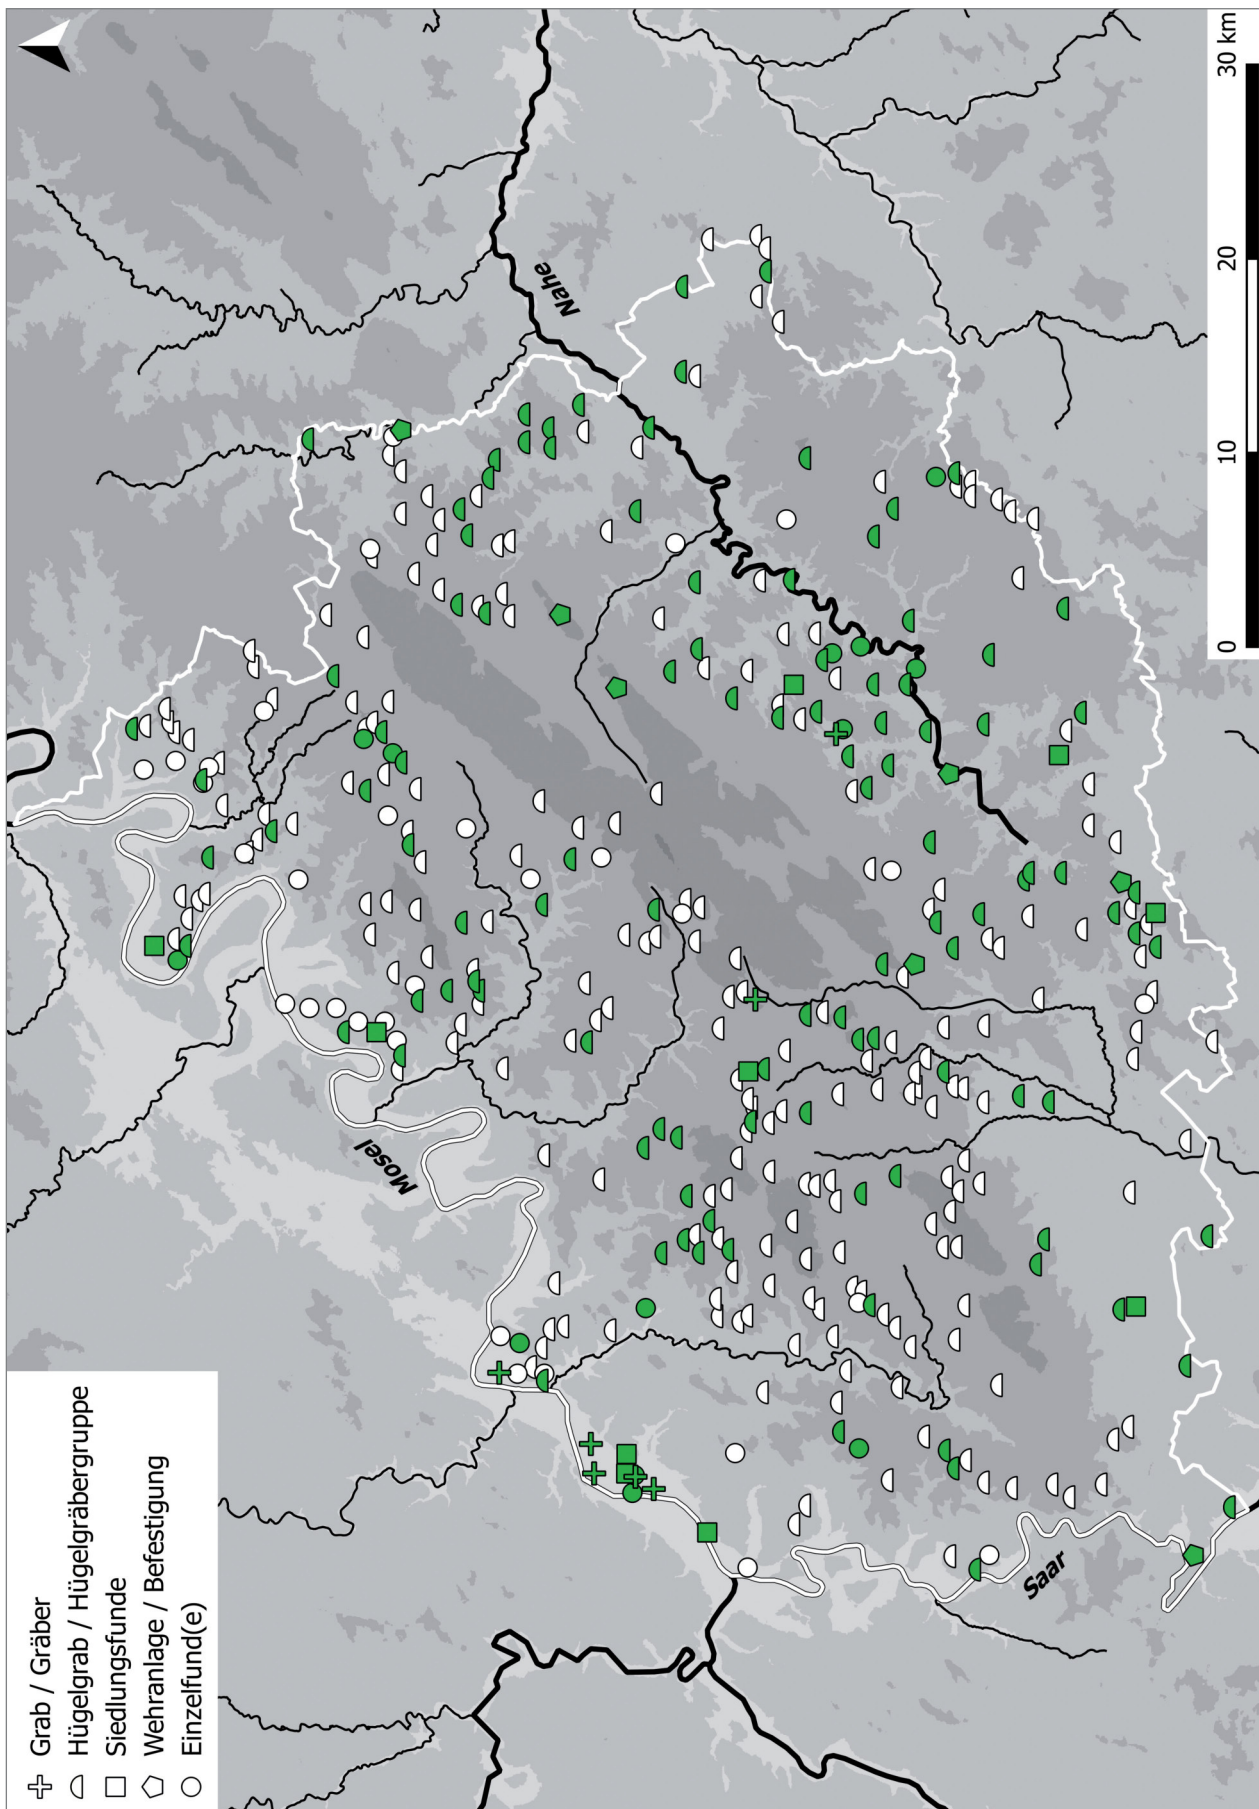 Grab / Gräber
Hügelgrab / Hügelgräbergruppe
Siedlungsfunde
Wehranlage / Befestigung
Einzelfund(e)
Mosel
Nahe
Saar
0 10 20 30 km